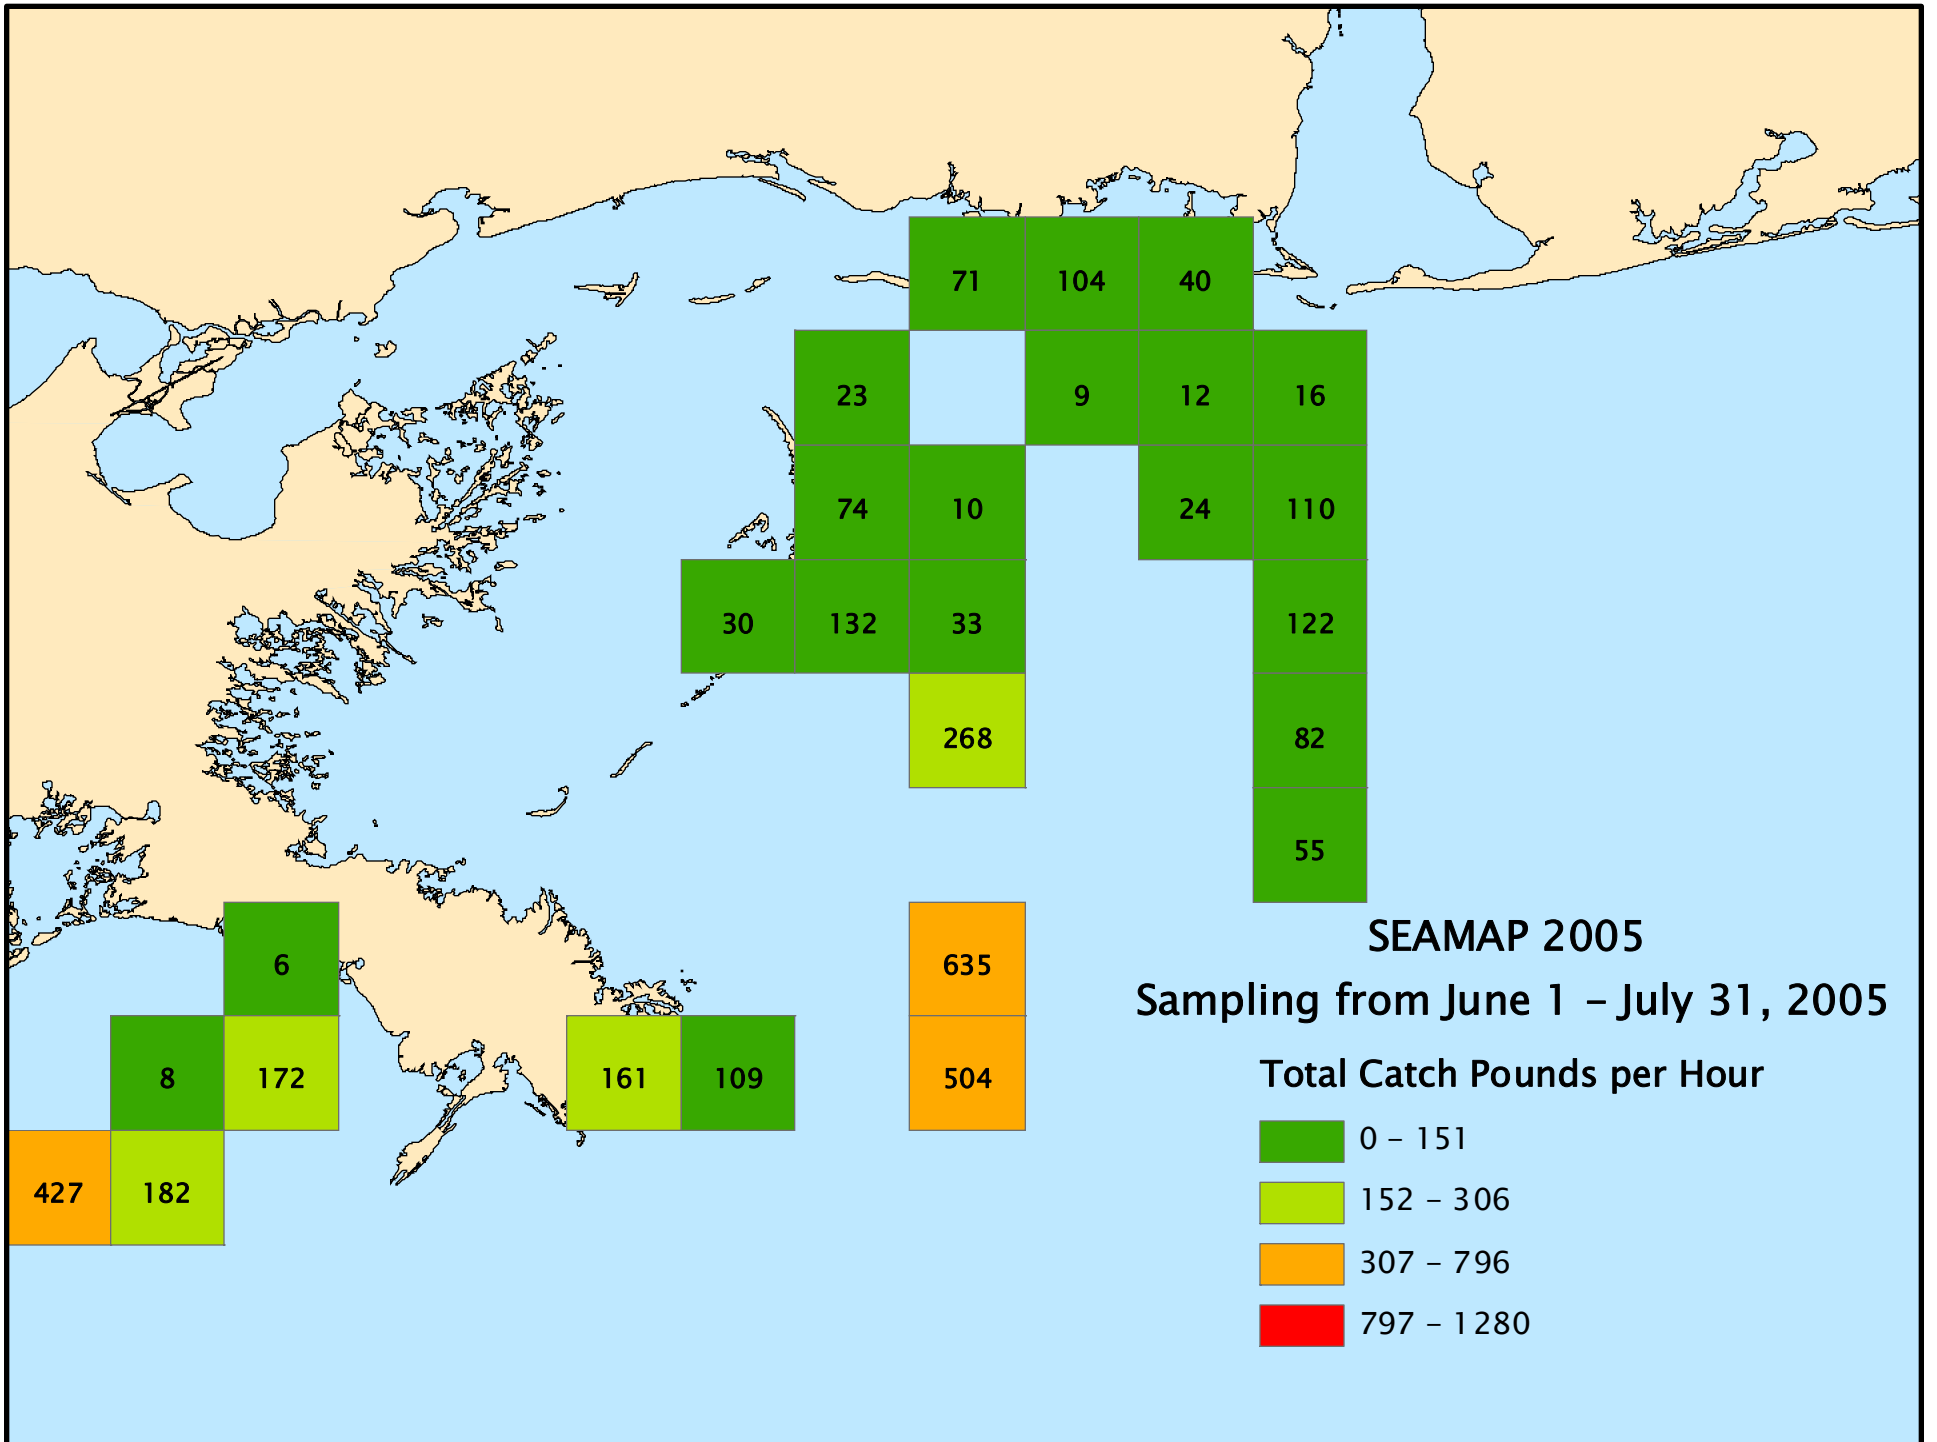 71 104 40
23 9 12 16
74 10 24 110
30 132 33 122
268 82
55
6 635
8 172 161 109 504
427 182
SEAMAP 2005
Sampling from June 1 - July 31, 2005
Total Catch Pounds per Hour
0 - 151
152 - 306
307 - 796
797 - 1280